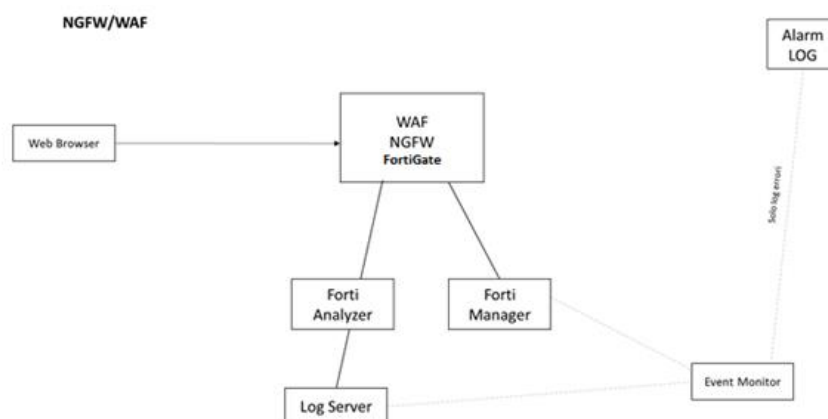 NGFW/WAF
Alarm
LOG
WAF
NGFW
FortiGate
Web Browser
Solo log errori
Forti
Analyzer
Forti
Manager
Event Monitor
Log Server